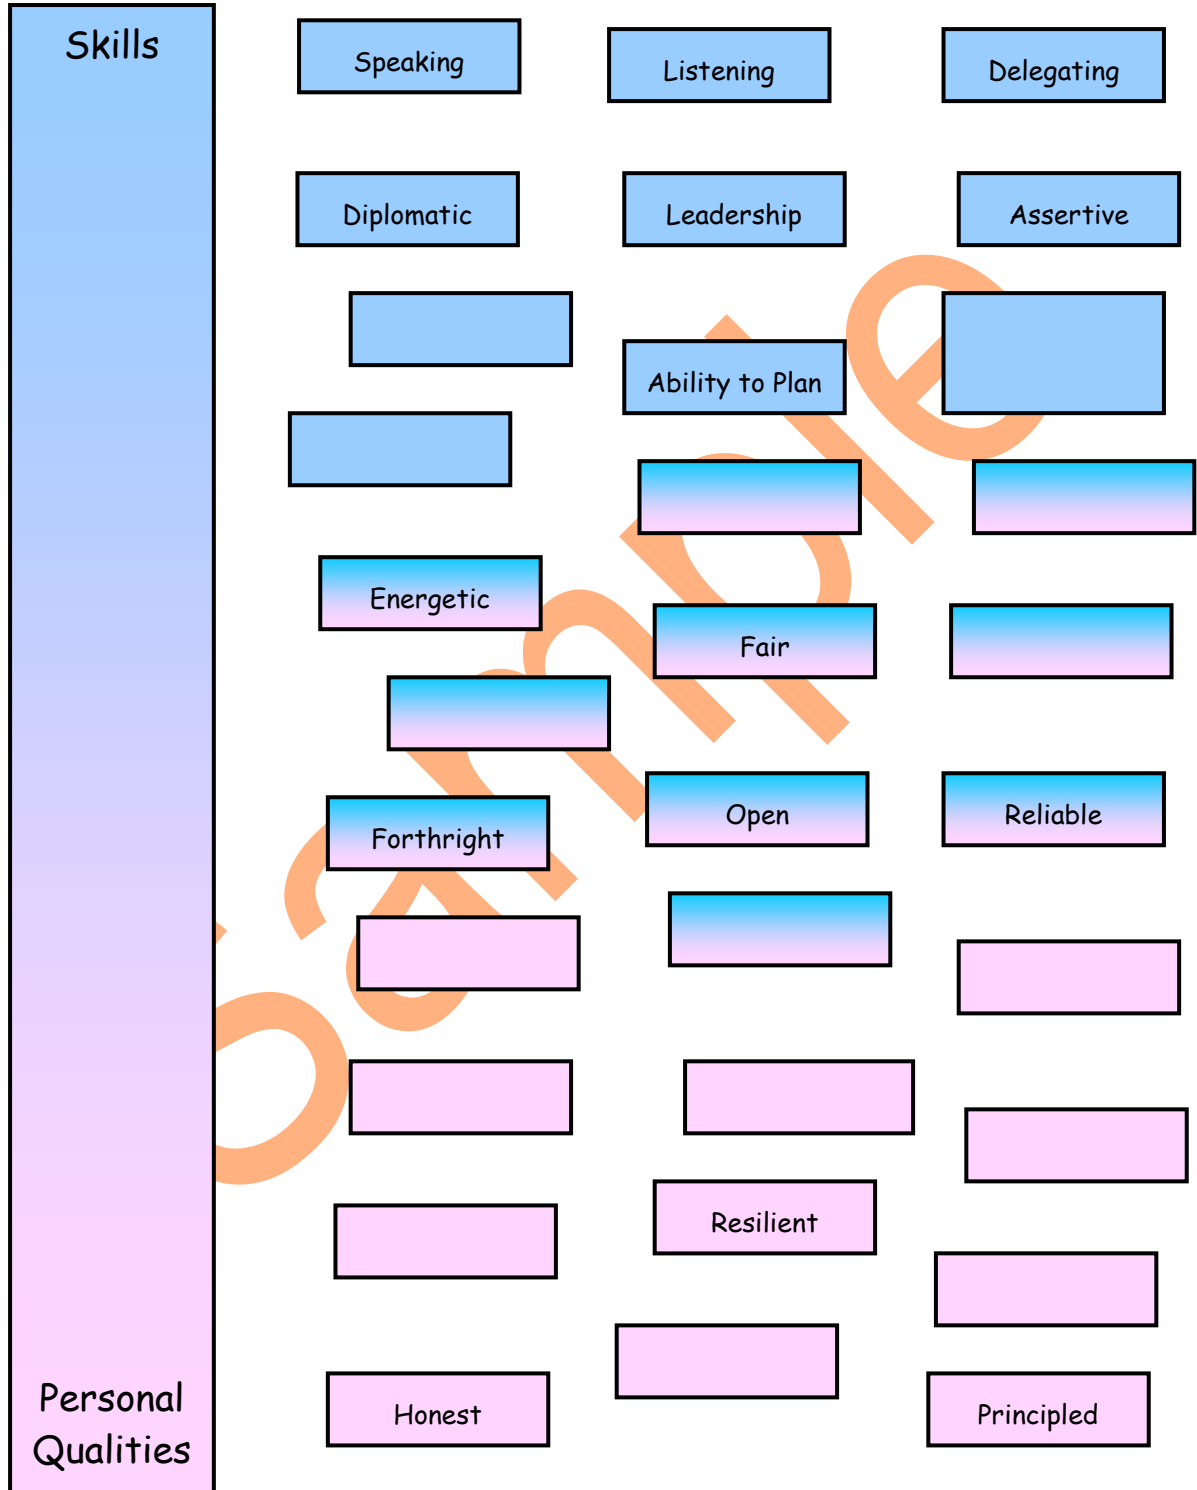 Skills
Speaking
Listening
Delegating
Diplomatic
Leadership
Assertive
Ability to Plan
Energetic
Fair
Forthright
Open
Reliable
Resilient
Honest
Principled
Personal
Qualities
Sample